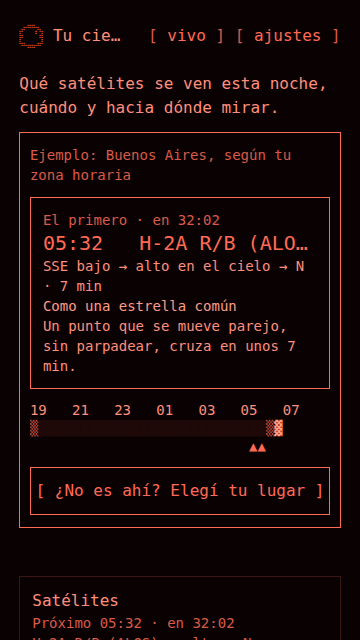 Tu cie… [ vivo ] [ ajustes ]
Qué satélites se ven esta noche,
cuándo y hacia dónde mirar.
Ejemplo: Buenos Aires, según tu
zona horaria
El primero · en 32:02
05:32 H-2A R/B (ALO…
SSE bajo → alto en el cielo → N
· 7 min
Como una estrella común
Un punto que se mueve parejo,
sin parpadear, cruza en unos 7
min.
19 21 23 01 03 05 07
▲▲
[ ¿No es ahí? Elegí tu lugar ]
Satélites
Próximo 05:32 · en 32:02